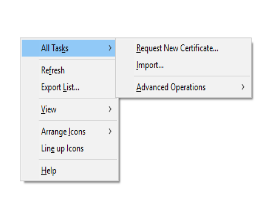 All Tasks
Refresh
Export List...
View
Arrange Icons
Line up Icons
Help
Request New Certificate...
Import...
Advanced Operations